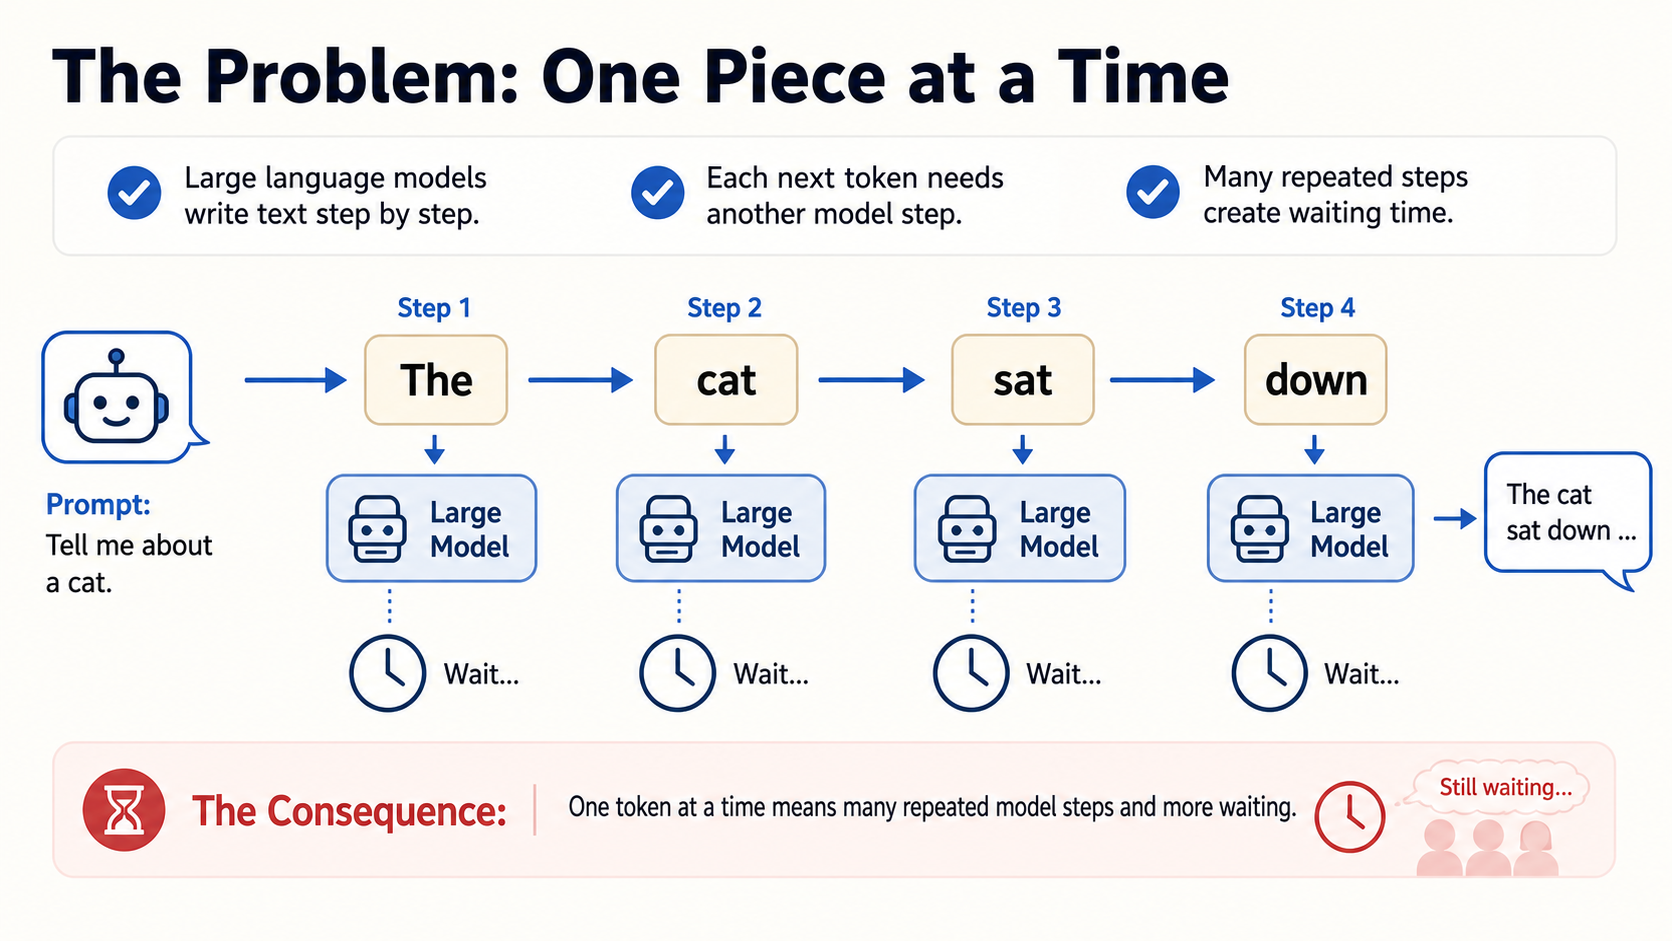 The Problem: One Piece at a Time
Large language models
write text step by step.
Each next token needs
another model step.
Many repeated steps
create waiting time.
Step 1
Step 2
Step 3
Step 4
The
cat
sat
down
Prompt:
Tell me about
a cat.
Large
Model
Large
Model
Large
Model
Large
Model
The cat
sat down ...
Wait...
Wait...
Wait...
Wait...
The Consequence:
One token at a time means many repeated model steps and more waiting.
Still waiting...